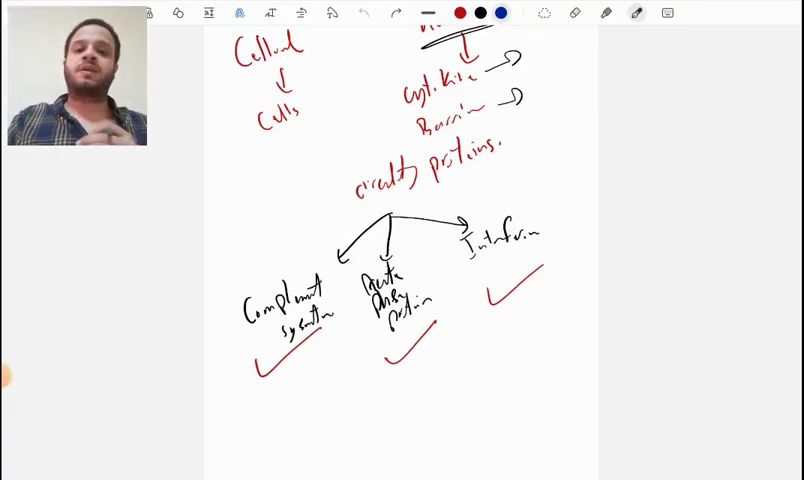 Cellular
Cells
Cytokine
Barrier
circulating proteins.
Complement
system
Acute
phase
protein
Interferon